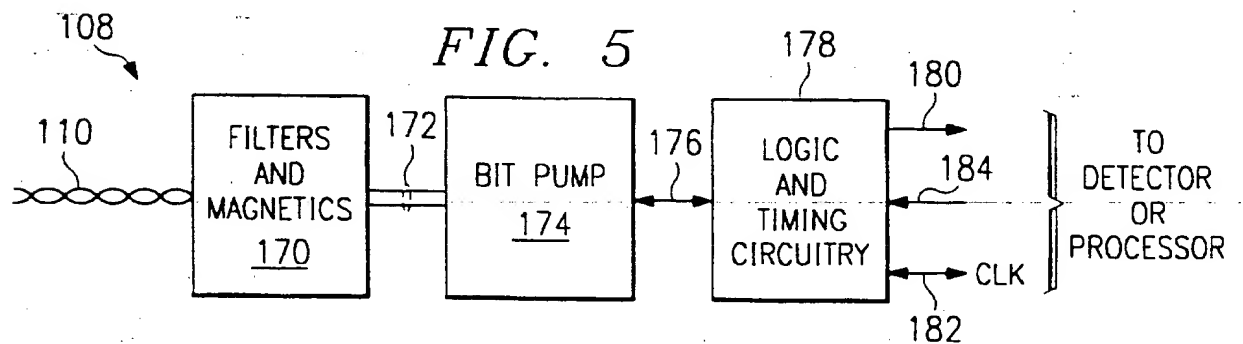 108
FIG. 5
178
180
110
FILTERS
AND
MAGNETICS
170
172
BIT PUMP
174
176
LOGIC
AND
TIMING
CIRCUITRY
184
CLK
182
TO
DETECTOR
OR
PROCESSOR